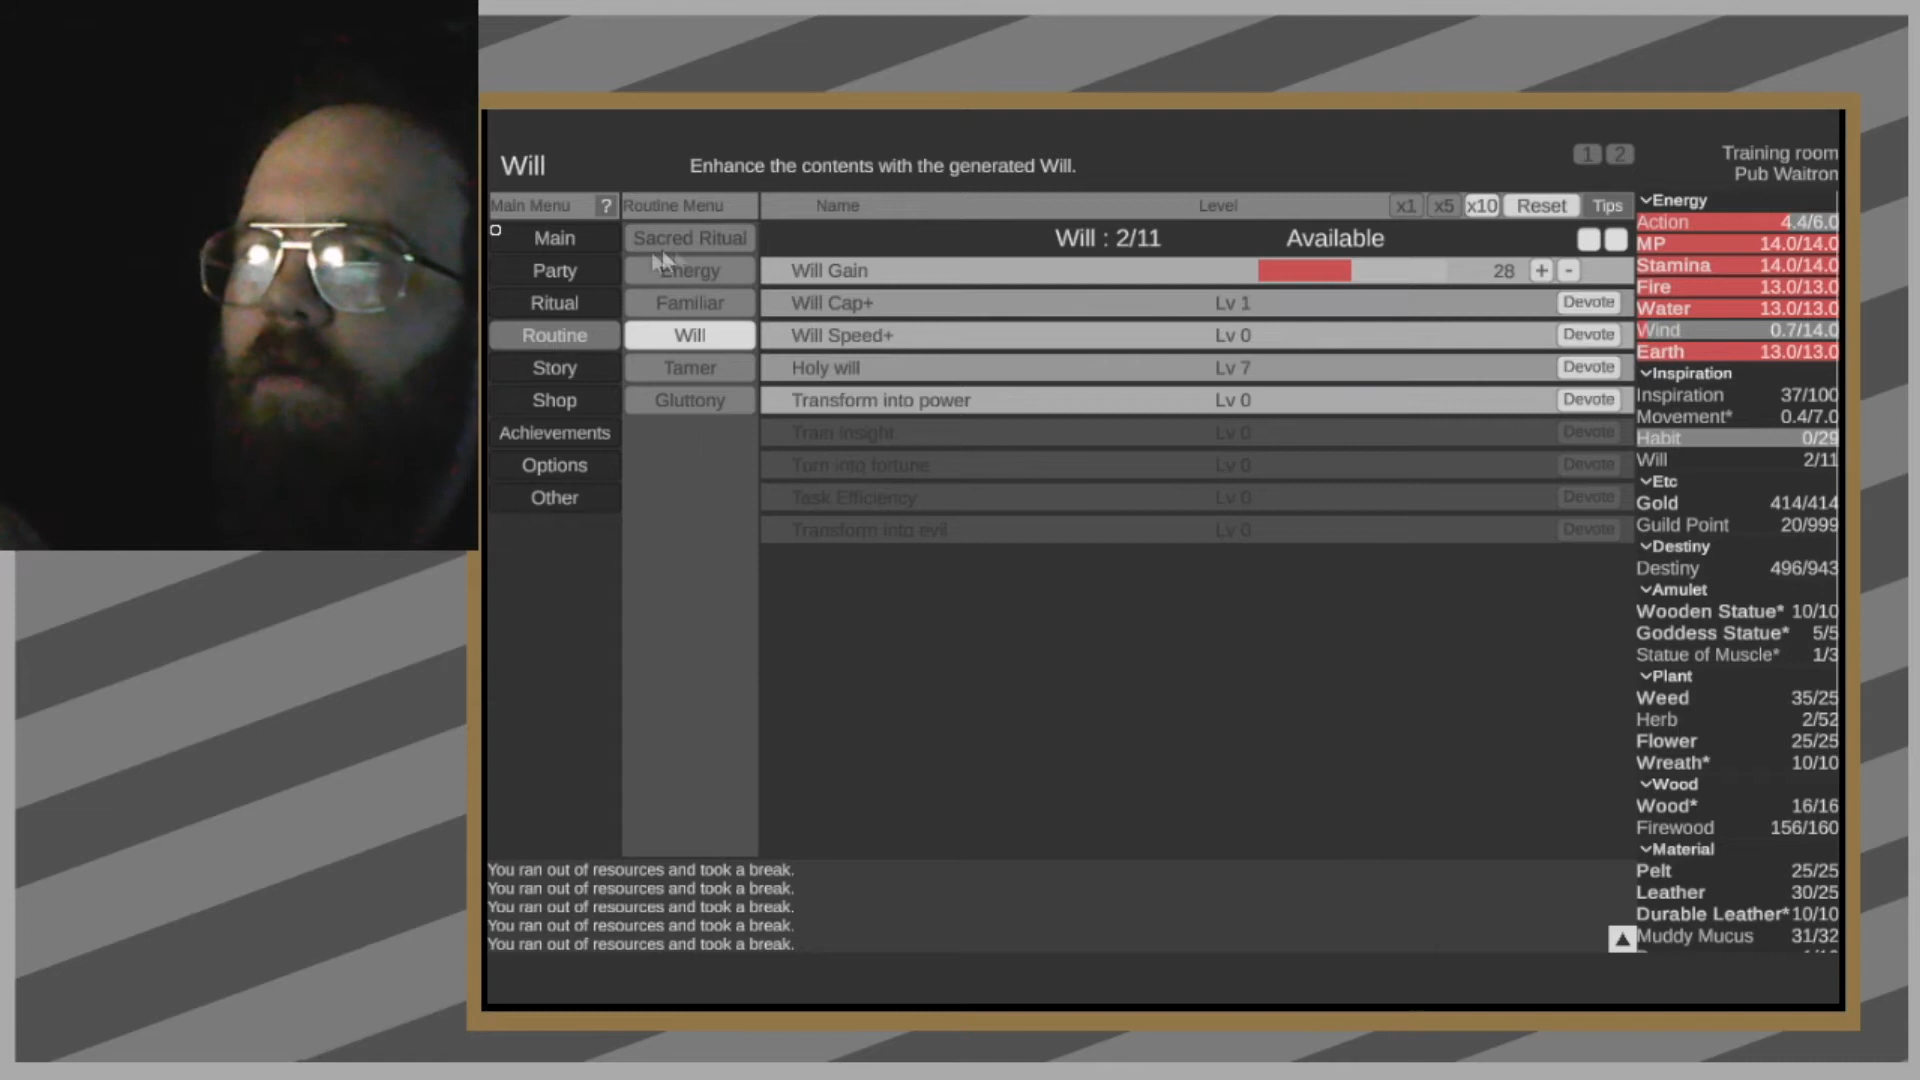 Will
Enhance the contents with the generated Will.
1 2
Training room
Pub Waitron
Main Menu ?
Routine Menu
Name Level x1 x5 x10 Reset Tips
Main
Party
Ritual
Routine
Story
Shop
Achievements
Options
Other
Sacred Ritual
Energy
Familiar
Will
Tamer
Gluttony
Will : 2/11 Available
Will Gain 28 + -
Will Cap+ Lv 1 Devote
Will Speed+ Lv 0 Devote
Holy will Lv 7 Devote
Transform into power Lv 0 Devote
Train Insight Lv 0 Devote
Turn into fortune Lv 0 Devote
Task Efficiency Lv 0 Devote
Transform into evil Lv 0 Devote
Energy
Action 4.4/6.0
MP 14.0/14.0
Stamina 14.0/14.0
Fire 13.0/13.0
Water 13.0/13.0
Wind 0.7/14.0
Earth 13.0/13.0
Inspiration
Inspiration 37/100
Movement* 0.4/7.0
Habit 0/29
Will 2/11
Etc
Gold 414/414
Guild Point 20/999
Destiny
Destiny 496/943
Amulet
Wooden Statue* 10/10
Goddess Statue* 5/5
Statue of Muscle* 1/3
Plant
Weed 35/25
Herb 2/52
Flower 25/25
Wreath* 10/10
Wood
Wood* 16/16
Firewood 156/160
Material
Pelt 25/25
Leather 30/25
Durable Leather* 10/10
Muddy Mucus 31/32
You ran out of resources and took a break.
You ran out of resources and took a break.
You ran out of resources and took a break.
You ran out of resources and took a break.
You ran out of resources and took a break.